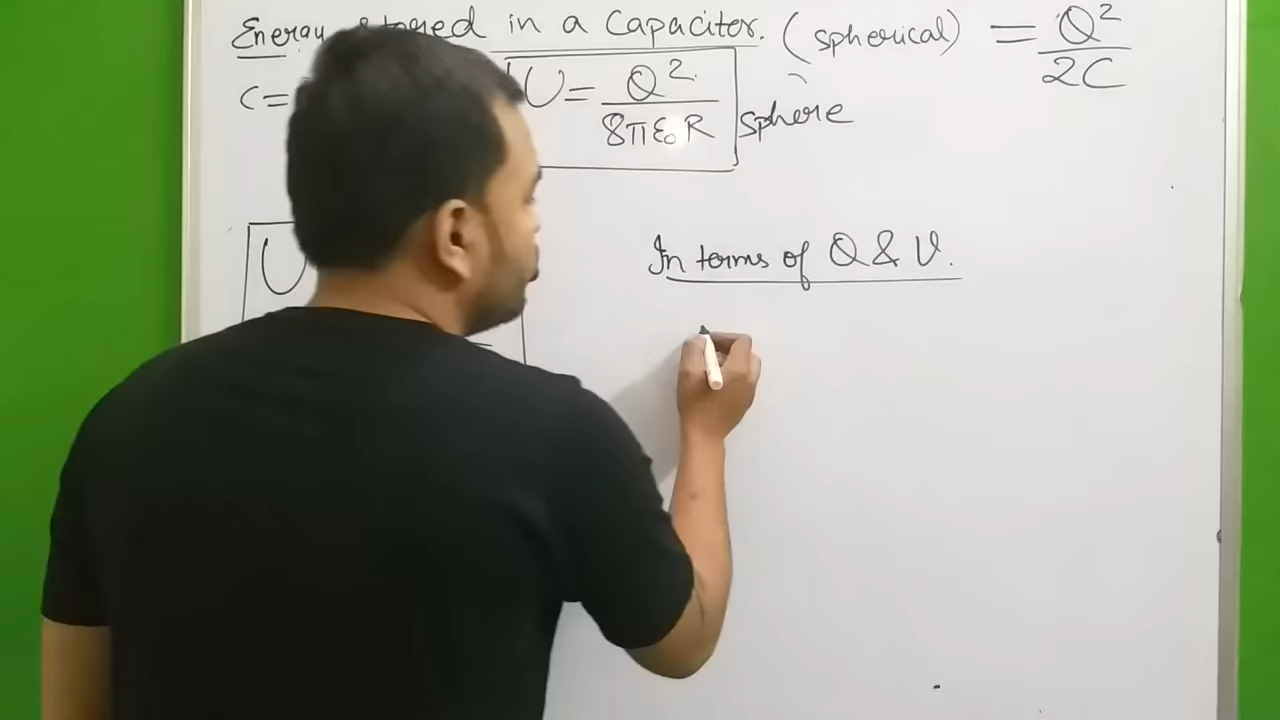 Energy stored in a Capacitor. (spherical) = Q²/2C
C= U = Q²/8πε₀R sphere
In terms of Q & V.
U